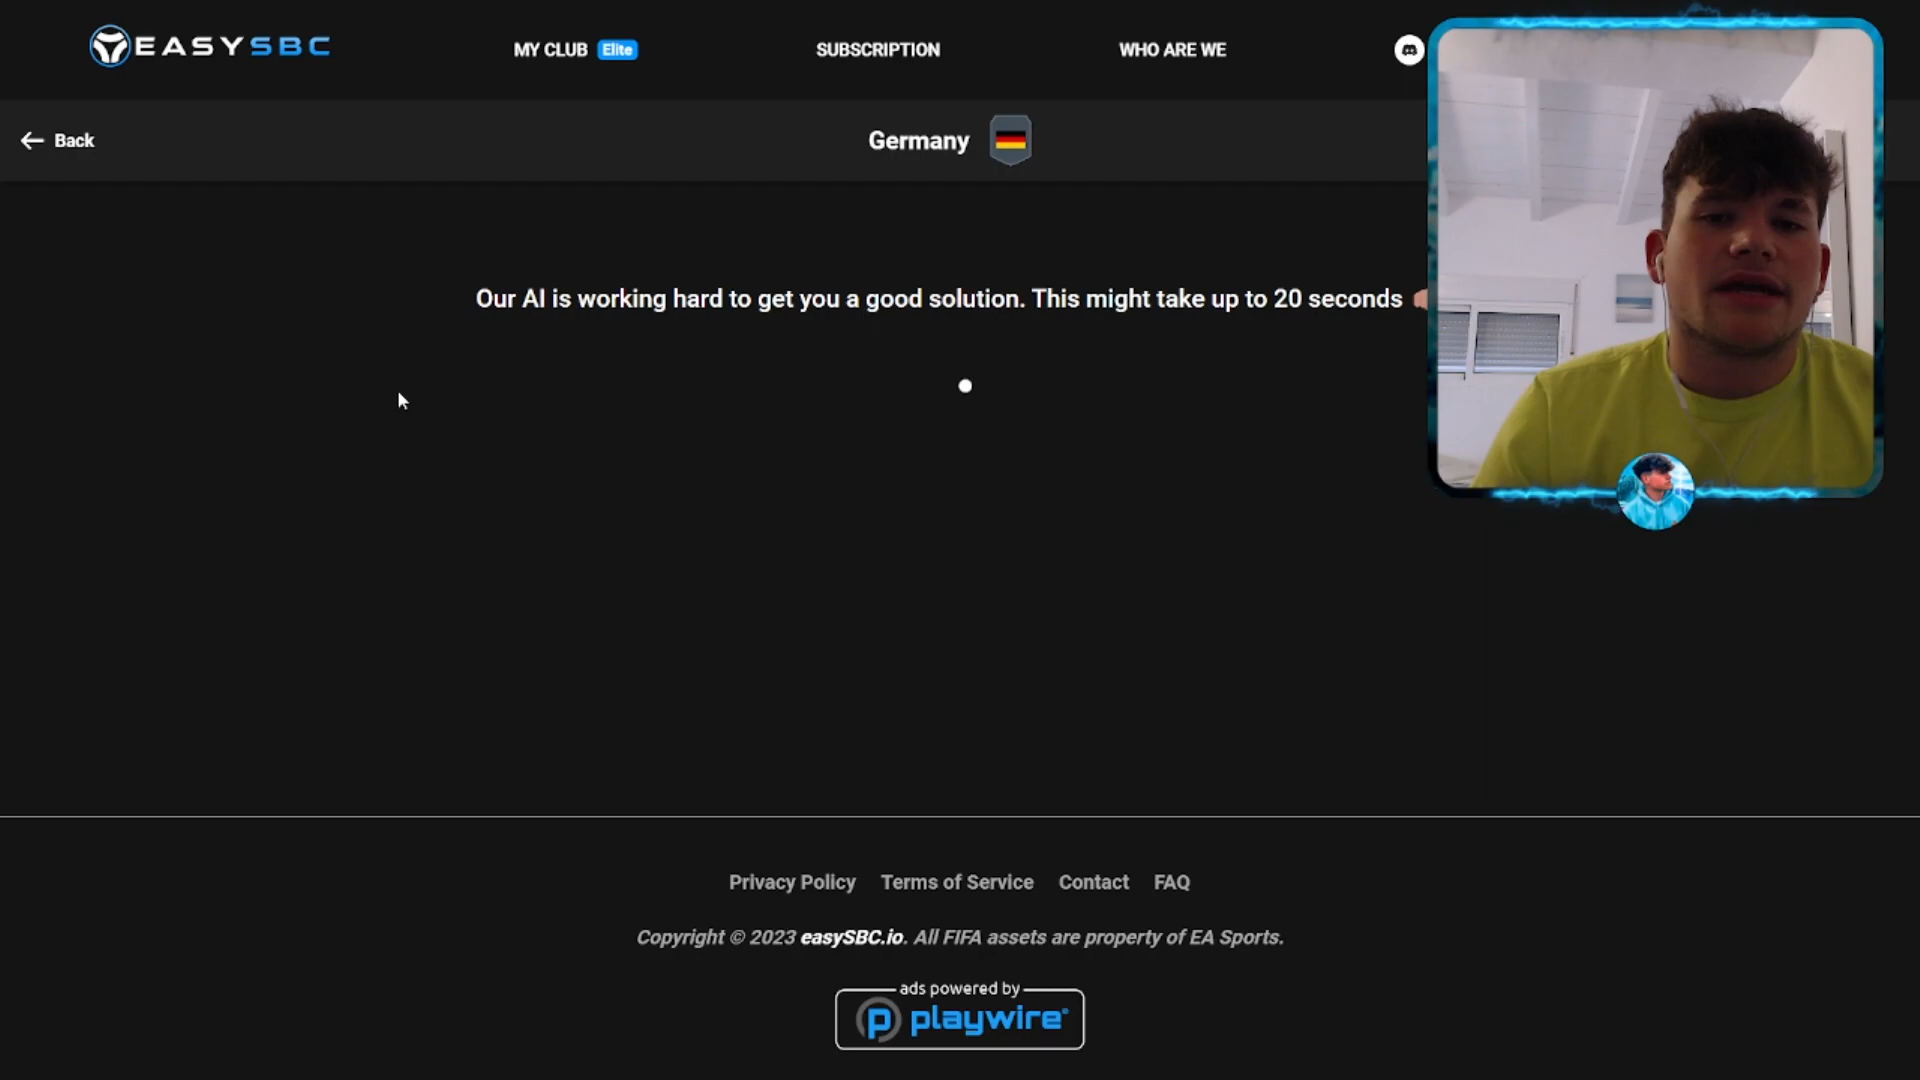 EASYSBC
MY CLUB Elite
SUBSCRIPTION
WHO ARE WE
Back
Germany
Our AI is working hard to get you a good solution. This might take up to 20 seconds
Privacy Policy Terms of Service Contact FAQ
Copyright © 2023 easySBC.io. All FIFA assets are property of EA Sports.
ads powered by
playwire